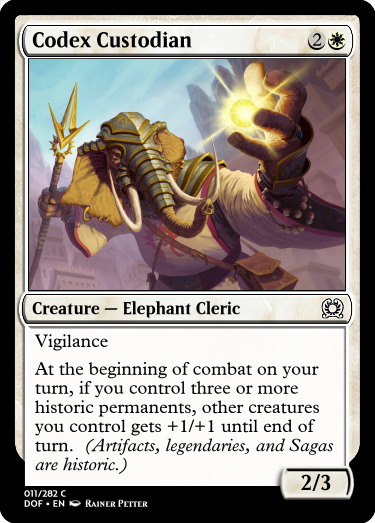 Codex Custodian 2
Creature — Elephant Cleric
Vigilance
At the beginning of combat on your
turn, if you control three or more
historic permanents, other creatures
you control gets +1/+1 until end of
turn. (Artifacts, legendaries, and Sagas
are historic.)
2/3
011/282 C
DOF • EN Rainer Petter